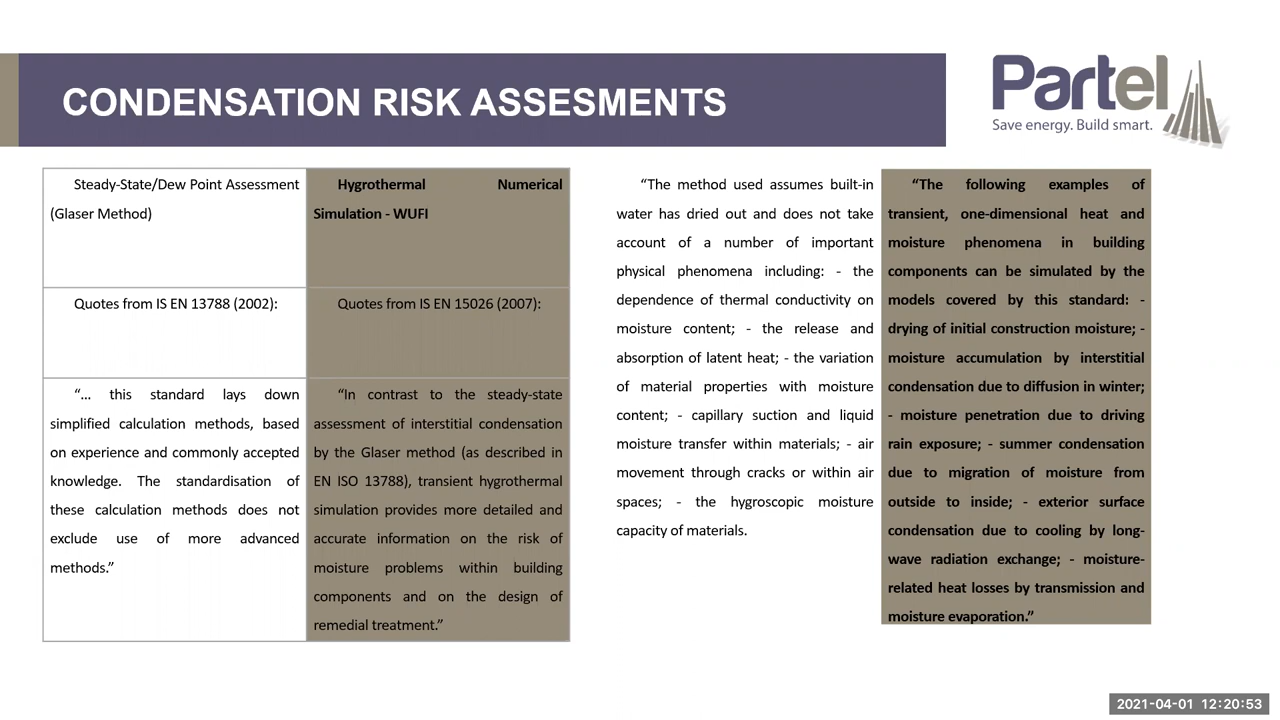 CONDENSATION RISK ASSESMENTS
Partel
Save energy. Build smart.
Steady-State/Dew Point Assessment
(Glaser Method)
Hygrothermal Numerical
Simulation - WUFI
Quotes from IS EN 13788 (2002):
Quotes from IS EN 15026 (2007):
“... this standard lays down
simplified calculation methods, based
on experience and commonly accepted
knowledge. The standardisation of
these calculation methods does not
exclude use of more advanced
methods.”
“In contrast to the steady-state
assessment of interstitial condensation
by the Glaser method (as described in
EN ISO 13788), transient hygrothermal
simulation provides more detailed and
accurate information on the risk of
moisture problems within building
components and on the design of
remedial treatment.”
“The method used assumes built-in
water has dried out and does not take
account of a number of important
physical phenomena including: - the
dependence of thermal conductivity on
moisture content; - the release and
absorption of latent heat; - the variation
of material properties with moisture
content; - capillary suction and liquid
moisture transfer within materials; - air
movement through cracks or within air
spaces; - the hygroscopic moisture
capacity of materials.
“The following examples of
transient, one-dimensional heat and
moisture phenomena in building
components can be simulated by the
models covered by this standard: -
drying of initial construction moisture; -
moisture accumulation by interstitial
condensation due to diffusion in winter;
- moisture penetration due to driving
rain exposure; - summer condensation
due to migration of moisture from
outside to inside; - exterior surface
condensation due to cooling by long-
wave radiation exchange; - moisture-
related heat losses by transmission and
moisture evaporation.”
2021-04-01 12:20:53